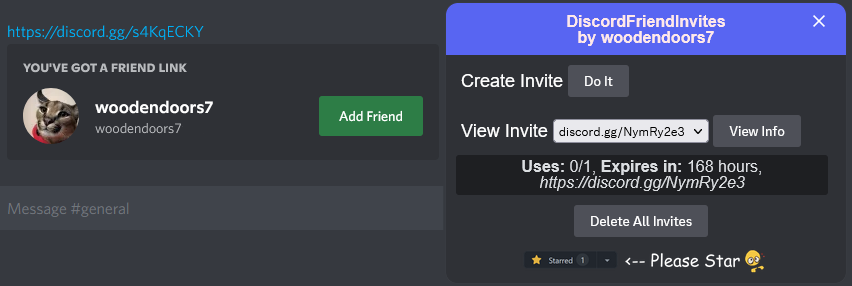 https://discord.gg/s4KqECKY
YOU'VE GOT A FRIEND LINK
woodendoors7
woodendoors7
Add Friend
Message #general
DiscordFriendInvites
by woodendoors7
Create Invite Do It
View Invite discord.gg/NymRy2e3 View Info
Uses: 0/1, Expires in: 168 hours,
https://discord.gg/NymRy2e3
Delete All Invites
Starred 1 <-- Please Star